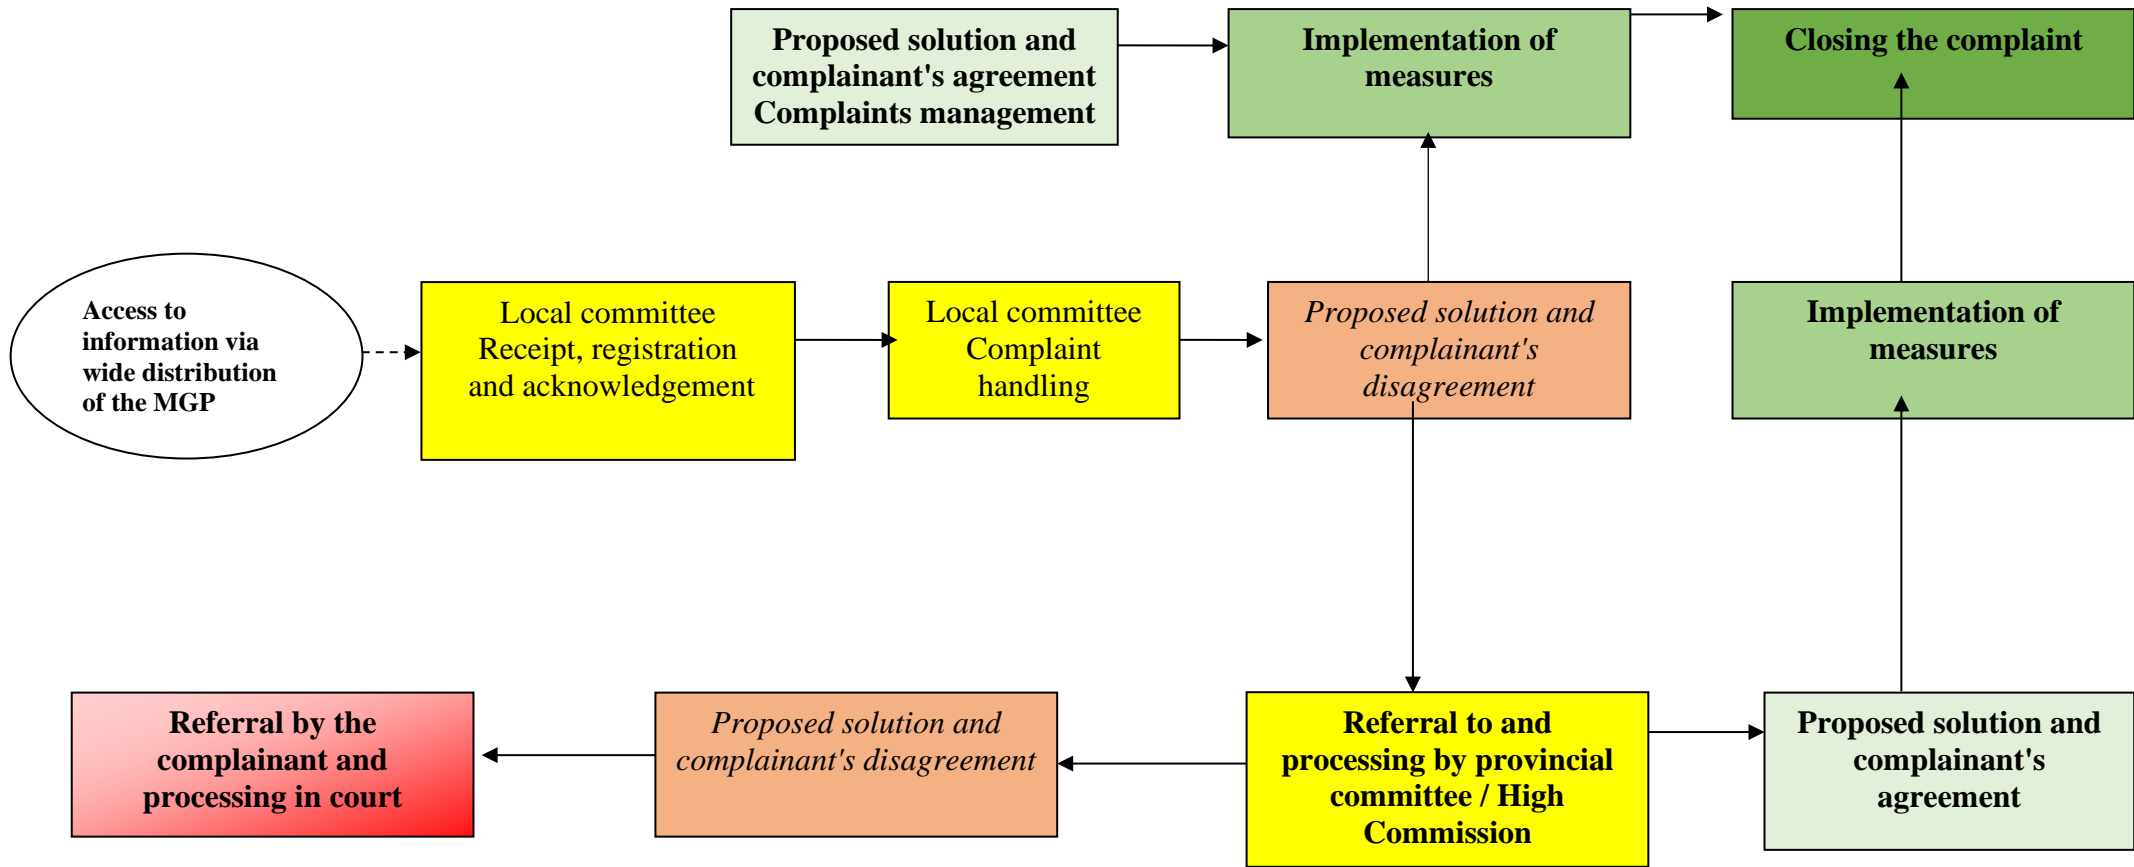 Proposed solution and
complainant's agreement
Complaints management
Implementation of
measures
Closing the complaint
Access to
information via
wide distribution
of the MGP
Local committee
Receipt, registration
and acknowledgement
Local committee
Complaint
handling
Proposed solution and
complainant's
disagreement
Implementation of
measures
Referral by the
complainant and
processing in court
Proposed solution and
complainant's disagreement
Referral to and
processing by provincial
committee / High
Commission
Proposed solution and
complainant's
agreement